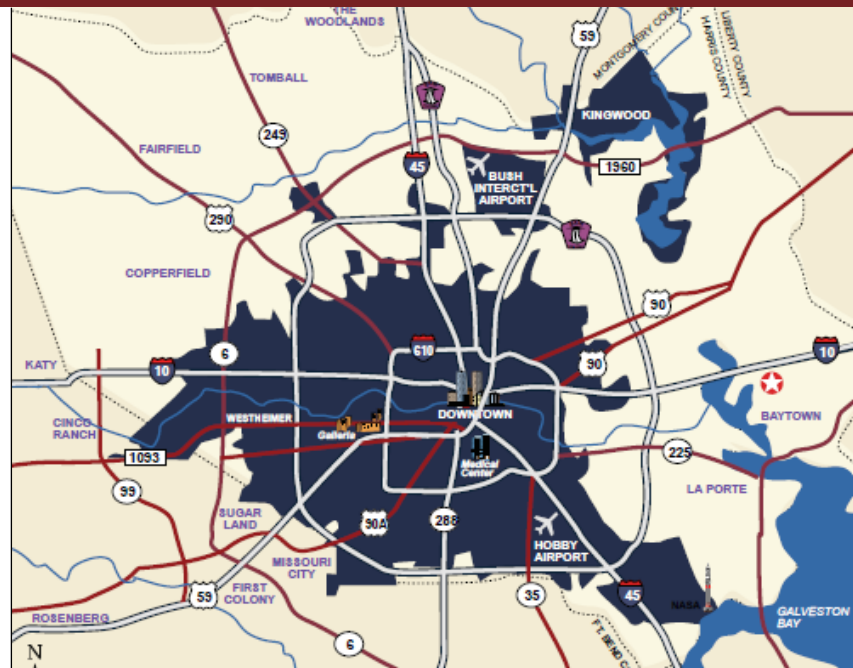 THE
WOODLANDS
59
MONTGOMERY COUN
LIBERTY COUNTY
HARRIS COUNTY
TOMBALL
KINGWOOD
249
FAIRFIELD
45
1960
BUSH
INTERCT'L
AIRPORT
290
COPPERFIELD
90
610
6
90
10
KATY
10
CINCO
RANCH
WESTHEIMER
DOWNTOWN
BAYTOWN
Galleria
1093
Medical
Center
225
99
LA PORTE
SUGAR
LAND
90A
288
HOBBY
AIRPORT
MISSOURI
CITY
FIRST
COLONY
59
35
45
NASA
GALVESTON
BAY
ROSENBERG
6
FT. BEND C
N